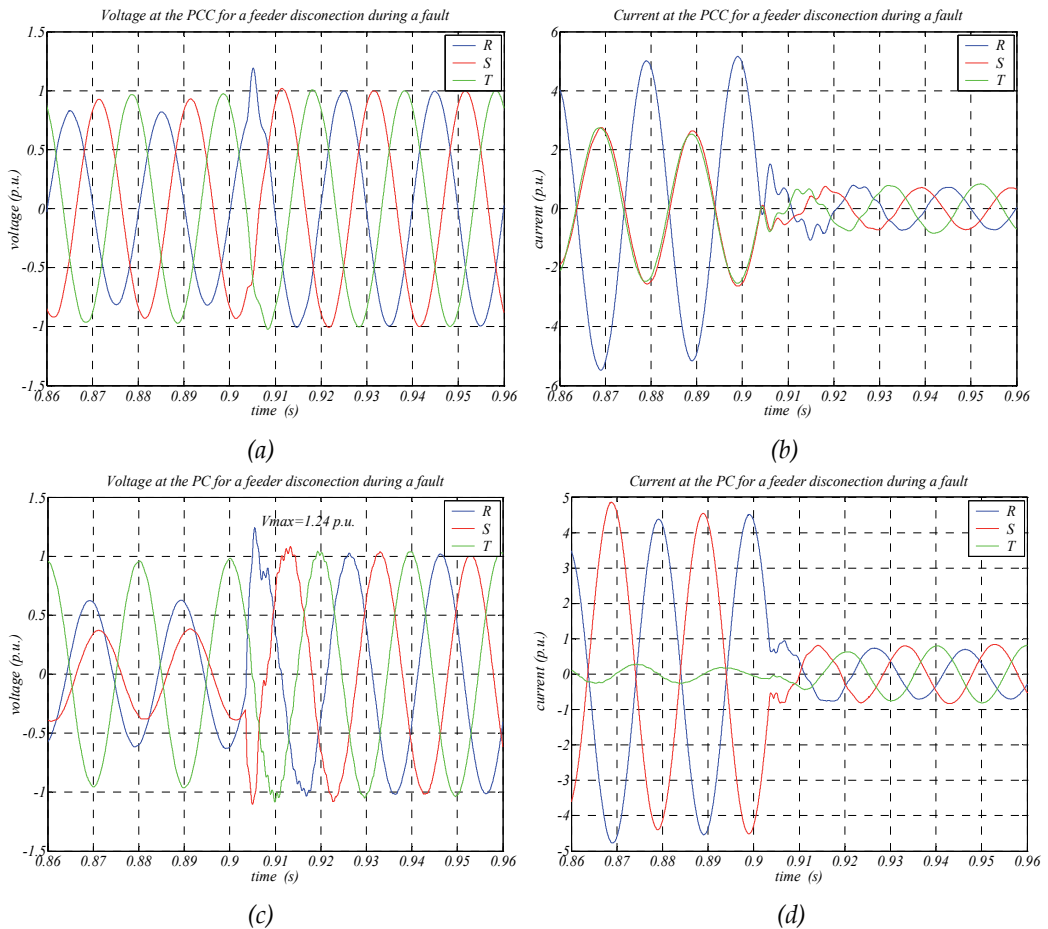 Voltage at the PCC for a feeder disconection during a fault
1.5
1
0.5
0
-0.5
-1
-1.5
voltage (p.u.)
R
S
T
0.86 0.87 0.88 0.89 0.9 0.91 0.92 0.93 0.94 0.95 0.96
time (s)
(a)
Current at the PCC for a feeder disconection during a fault
6
4
2
0
-2
-4
-6
current (p.u.)
R
S
T
0.86 0.87 0.88 0.89 0.9 0.91 0.92 0.93 0.94 0.95 0.96
time (s)
(b)
Voltage at the PC for a feeder disconection during a fault
1.5
1
0.5
0
-0.5
-1
-1.5
voltage (p.u.)
Vmax=1.24 p.u.
R
S
T
0.86 0.87 0.88 0.89 0.9 0.91 0.92 0.93 0.94 0.95 0.96
time (s)
(c)
Current at the PC for a feeder disconection during a fault
5
4
3
2
1
0
-1
-2
-3
-4
-5
current (p.u.)
R
S
T
0.86 0.87 0.88 0.89 0.9 0.91 0.92 0.93 0.94 0.95 0.96
time (s)
(d)